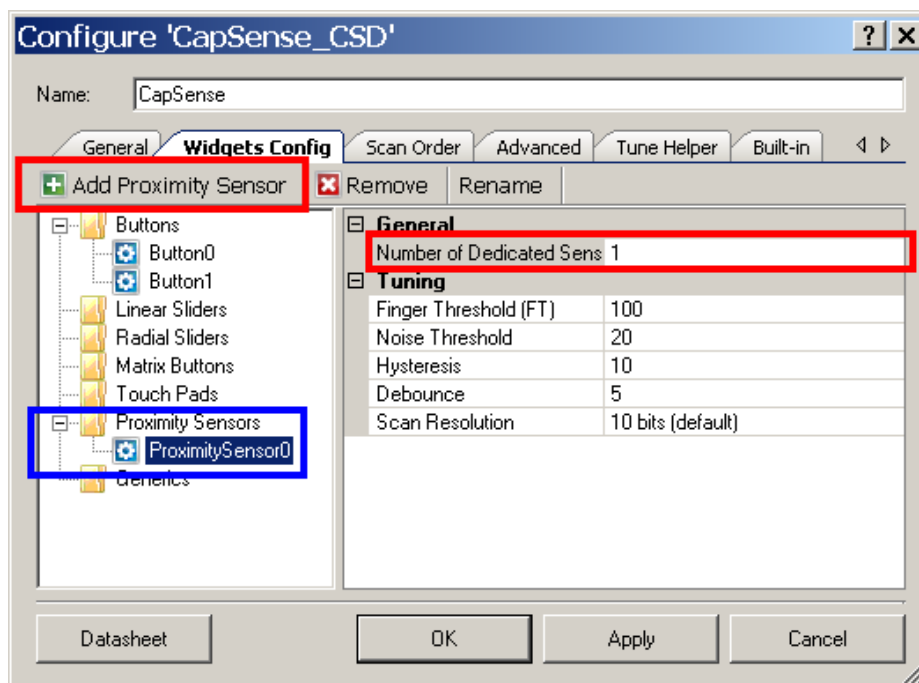 Configure 'CapSense_CSD'
? X
Name: CapSense
General Widgets Config Scan Order Advanced Tune Helper Built-in
Add Proximity Sensor Remove Rename
Buttons
Button0
Button1
Linear Sliders
Radial Sliders
Matrix Buttons
Touch Pads
Proximity Sensors
ProximitySensor0
Generics
General
Number of Dedicated Sens 1
Tuning
Finger Threshold (FT) 100
Noise Threshold 20
Hysteresis 10
Debounce 5
Scan Resolution 10 bits (default)
Datasheet OK Apply Cancel